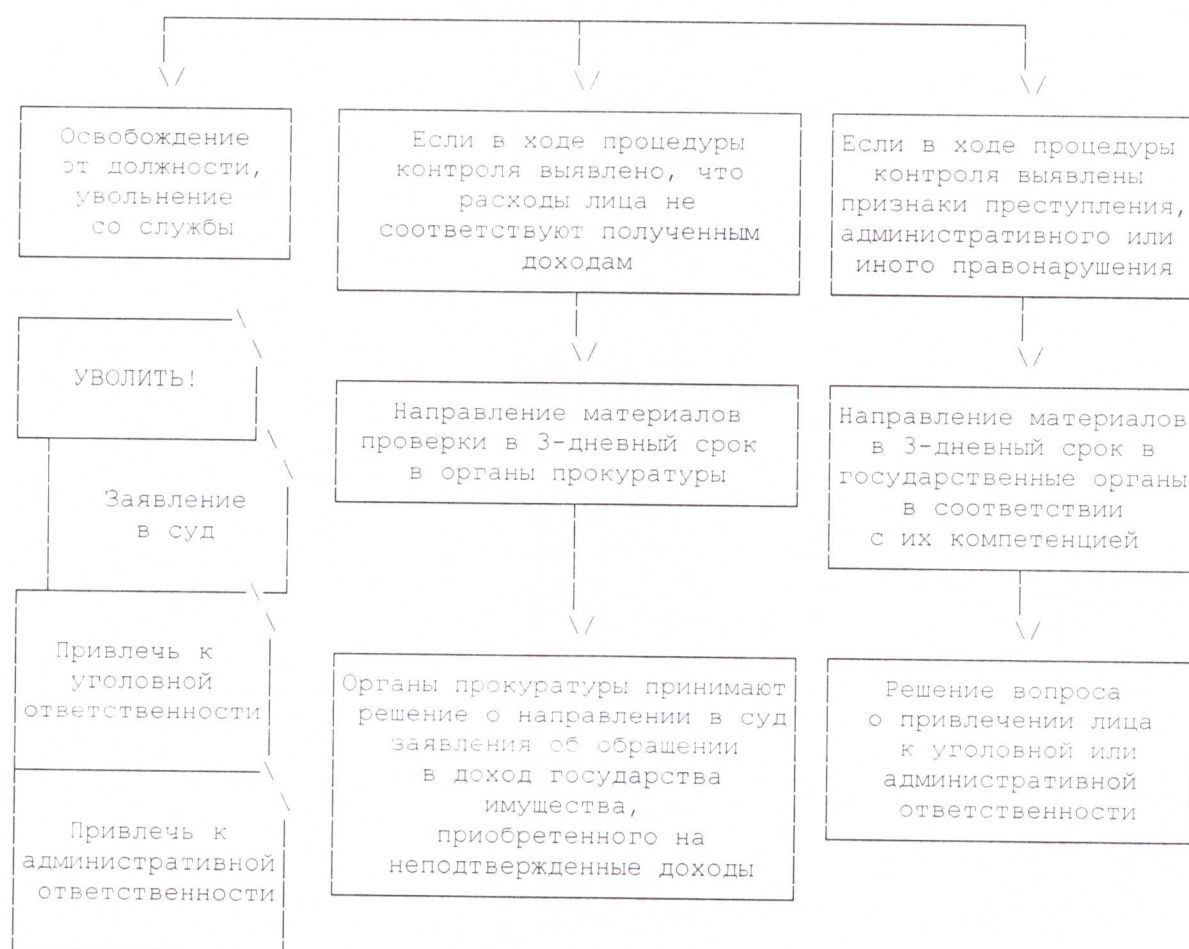 Освобождение
от должности,
увольнение
со службы
Если в ходе процедуры
контроля выявлено, что
расходы лица не
соответствуют полученным
доходам
Если в ходе процедуры
контроля выявлены
признаки преступления,
административного или
иного правонарушения
УВОЛИТЬ!
Направление материалов
проверки в 3-дневный срок
в органы прокуратуры
Направление материалов
в 3-дневный срок в
государственные органы
в соответствии
с их компетенцией
Заявление
в суд
Привлечь к
уголовной
ответственности
Органы прокуратуры принимают
решение о направлении в суд
заявления об обращении
в доход государства
имущества,
приобретенного на
неподтвержденные доходы
Решение вопроса
о привлечении лица
к уголовной или
административной
ответственности
Привлечь к
административной
ответственности